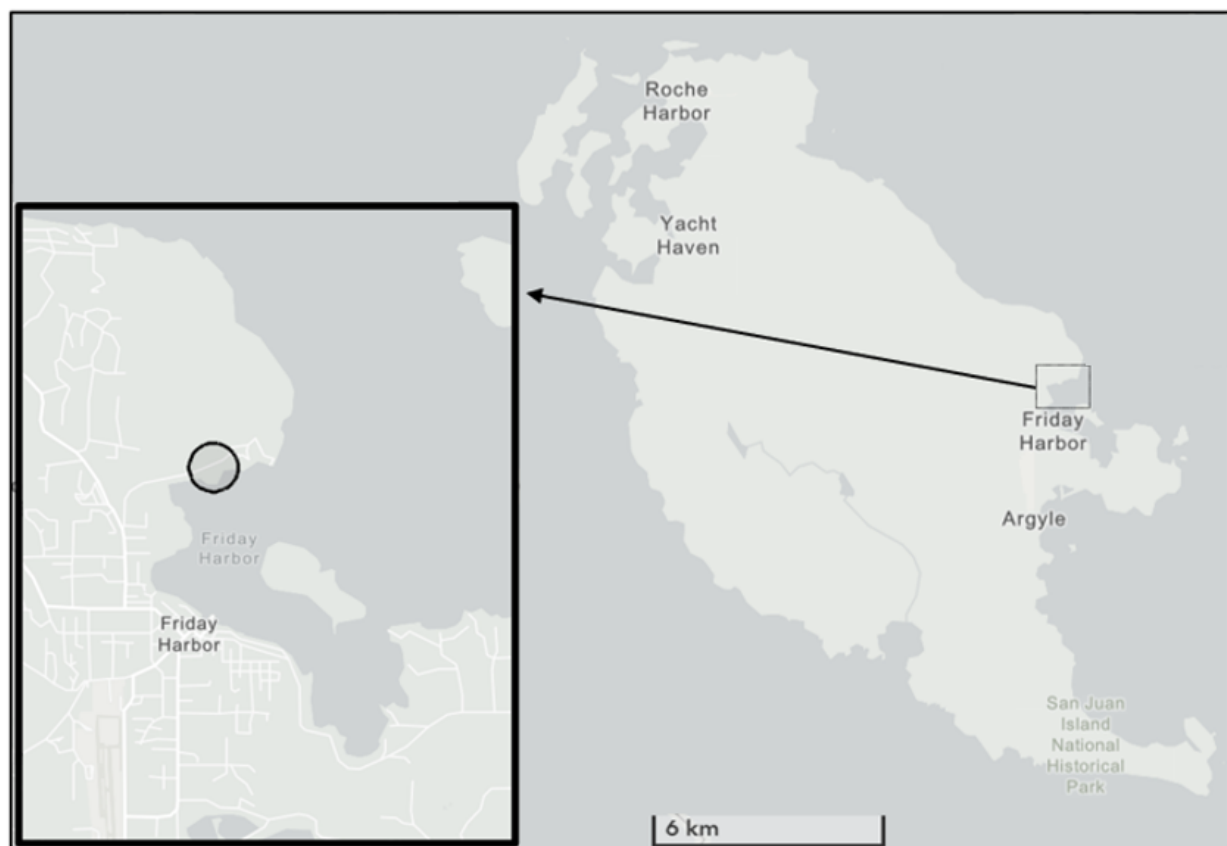 Roche
Harbor
Yacht
Haven
Friday
Harbor
Argyle
San Juan
Island
National
Historical
Park
Friday
Harbor
Friday
Harbor
6 km